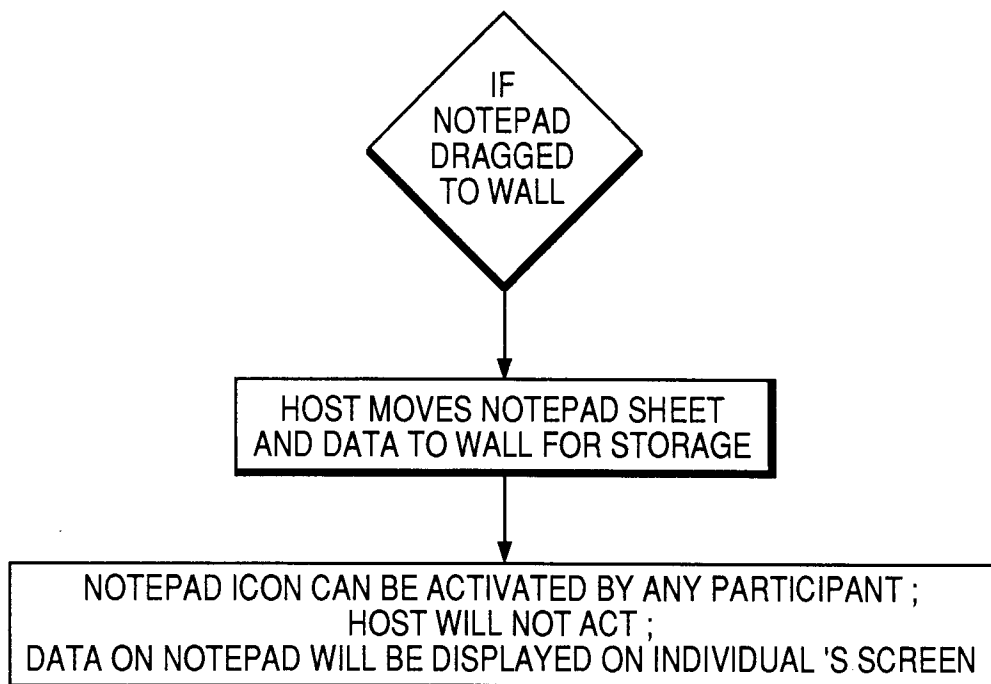 IF
NOTEPAD
DRAGGED
TO WALL
HOST MOVES NOTEPAD SHEET
AND DATA TO WALL FOR STORAGE
NOTEPAD ICON CAN BE ACTIVATED BY ANY PARTICIPANT ;
HOST WILL NOT ACT ;
DATA ON NOTEPAD WILL BE DISPLAYED ON INDIVIDUAL 'S SCREEN